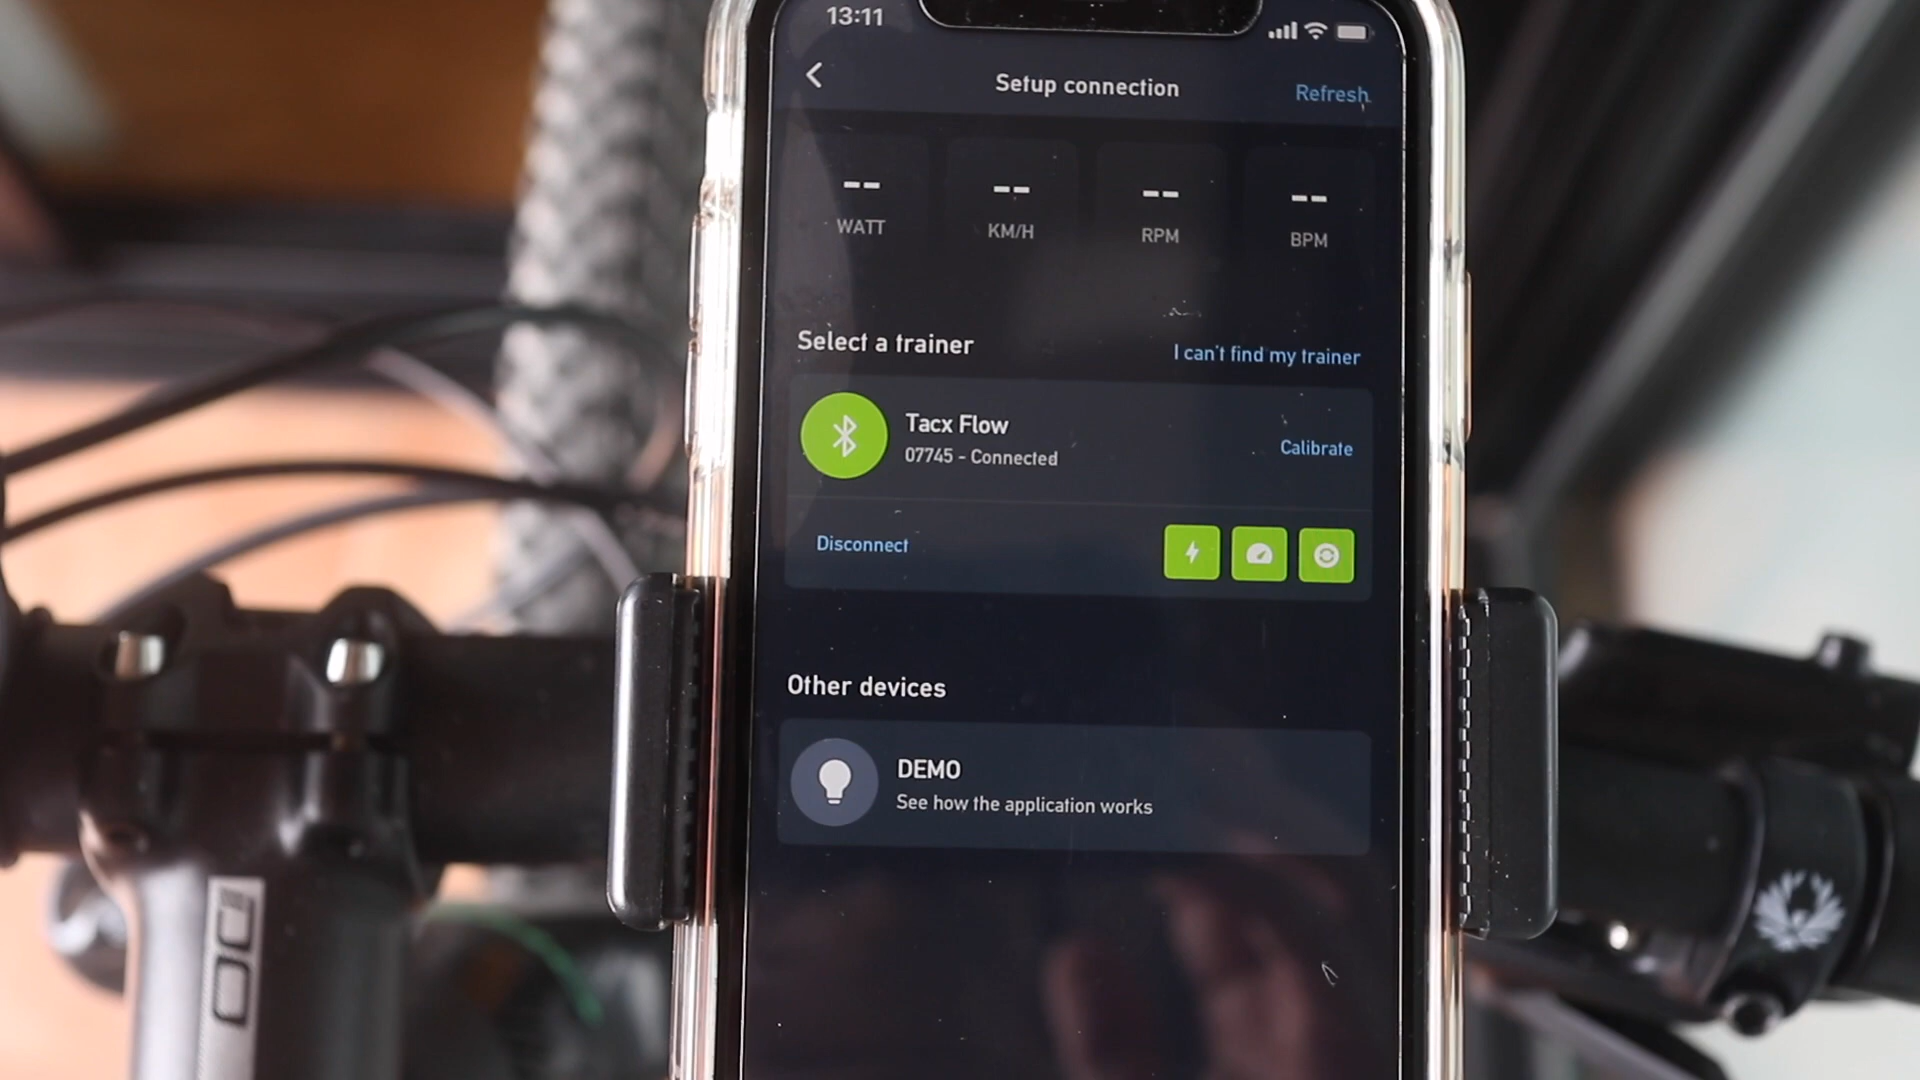 13:11
Setup connection
Refresh
-- -- -- --
WATT KM/H RPM BPM
Select a trainer
I can't find my trainer
Tacx Flow
07745 - Connected
Calibrate
Disconnect
Other devices
DEMO
See how the application works